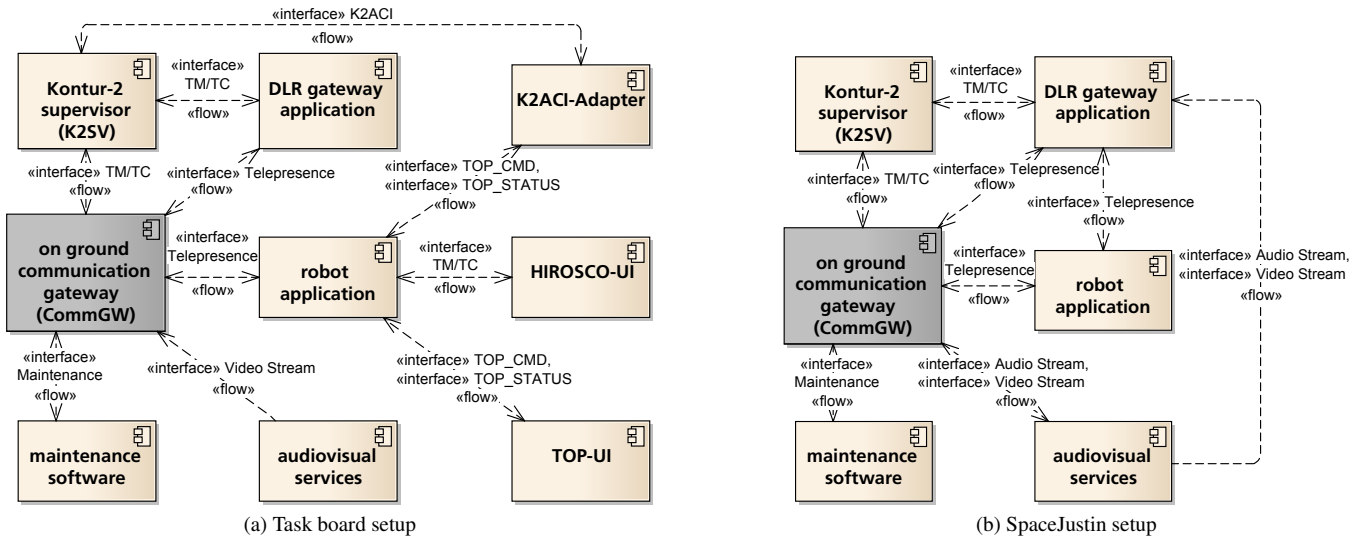 «interface» K2ACI
«flow»
Kontur-2
supervisor
(K2SV)
«interface»
TM/TC
«flow»
DLR gateway
application
K2ACI-Adapter
«interface» TM/TC
«flow»
«interface» Telepresence
«flow»
«interface» TOP_CMD,
«interface» TOP_STATUS
«flow»
on ground
communication
gateway
(CommGW)
«interface»
Telepresence
«flow»
robot
application
«interface»
TM/TC
«flow»
HIROSCO-UI
«interface»
Maintenance
«flow»
«interface» Video Stream
«flow»
«interface» TOP_CMD,
«interface» TOP_STATUS
«flow»
maintenance
software
audiovisual
services
TOP-UI
(a) Task board setup
Kontur-2
supervisor
(K2SV)
«interface»
TM/TC
«flow»
DLR gateway
application
«interface» TM/TC
«flow»
«interface» Telepresence
«flow»
«interface» Telepresence
«flow»
on ground
communication
gateway
(CommGW)
«interface»
Telepresence
«flow»
robot
application
«interface» Audio Stream,
«interface» Video Stream
«flow»
«interface»
Maintenance
«flow»
«interface» Audio Stream,
«interface» Video Stream
«flow»
maintenance
software
audiovisual
services
(b) SpaceJustin setup